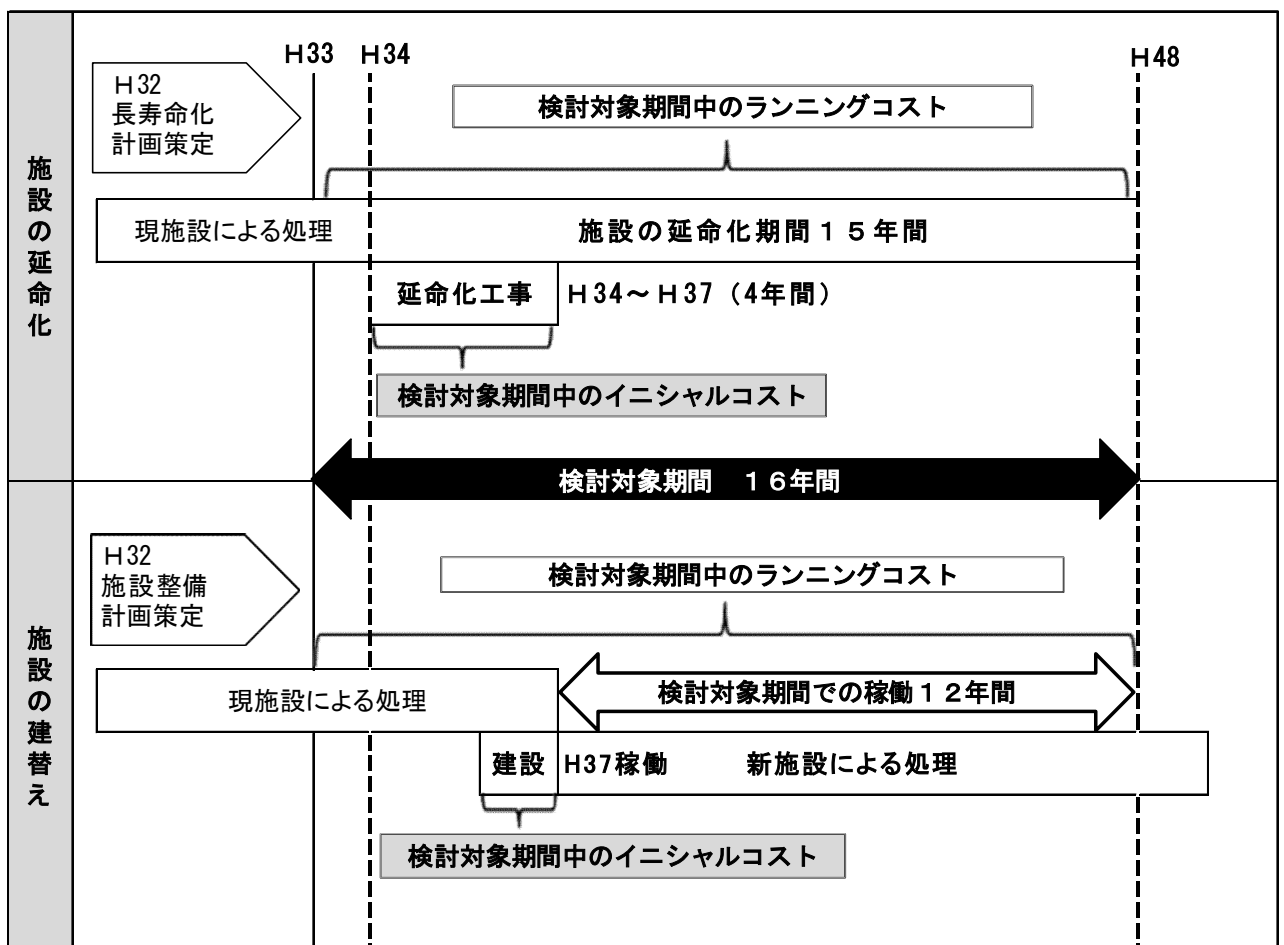 H33 H34 H48
H32
長寿命化
計画策定
検討対象期間中のランニングコスト
施設の延命化
現施設による処理
施設の延命化期間15年間
延命化工事
H34～H37（4年間）
検討対象期間中のイニシャルコスト
検討対象期間 16年間
H32
施設整備
計画策定
検討対象期間中のランニングコスト
施設の建替え
現施設による処理
検討対象期間での稼働12年間
建設
H37稼働 新施設による処理
検討対象期間中のイニシャルコスト